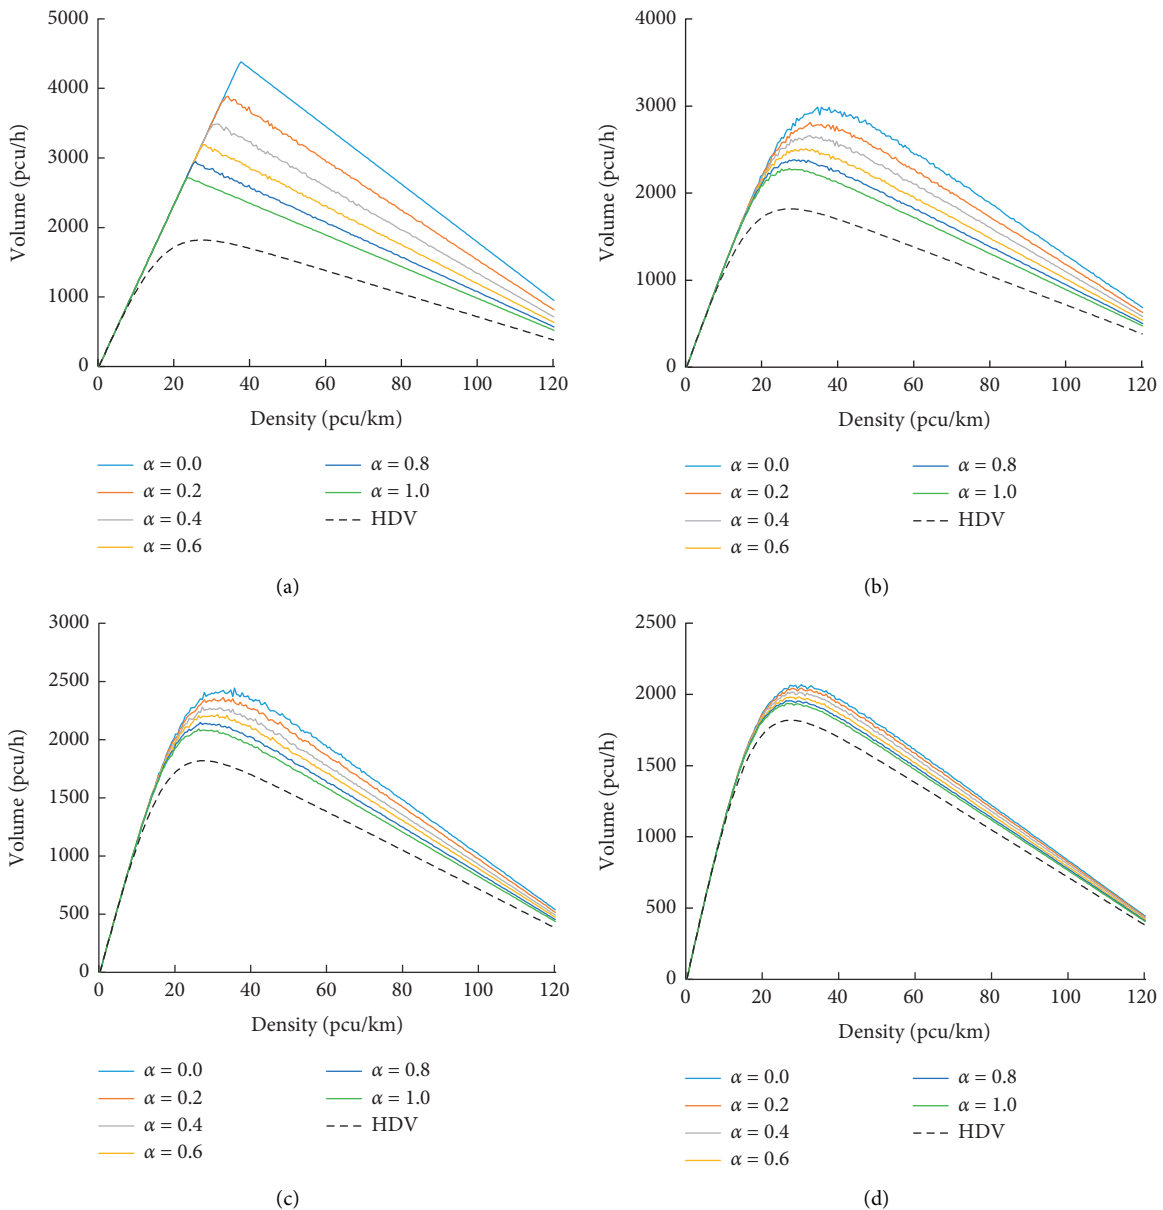 5000
4000
3000
2000
1000
0
Volume (pcu/h)
0 20 40 60 80 100 120
Density (pcu/km)
α = 0.0
α = 0.2
α = 0.4
α = 0.6
α = 0.8
α = 1.0
HDV
(a)
4000
3000
2000
1000
0
Volume (pcu/h)
0 20 40 60 80 100 120
Density (pcu/km)
α = 0.0
α = 0.2
α = 0.4
α = 0.6
α = 0.8
α = 1.0
HDV
(b)
3000
2500
2000
1500
1000
500
0
Volume (pcu/h)
0 20 40 60 80 100 120
Density (pcu/km)
α = 0.0
α = 0.2
α = 0.4
α = 0.6
α = 0.8
α = 1.0
HDV
(c)
2500
2000
1500
1000
500
0
Volume (pcu/h)
0 20 40 60 80 100 120
Density (pcu/km)
α = 0.0
α = 0.2
α = 0.4
α = 0.6
α = 0.8
α = 1.0
HDV
(d)